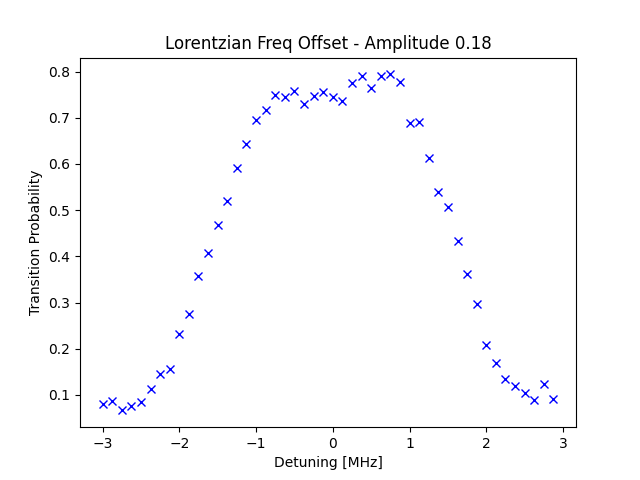 Lorentzian Freq Offset - Amplitude 0.18
Transition Probability
0.8
0.7
0.6
0.5
0.4
0.3
0.2
0.1
−3 −2 −1 0 1 2 3
Detuning [MHz]